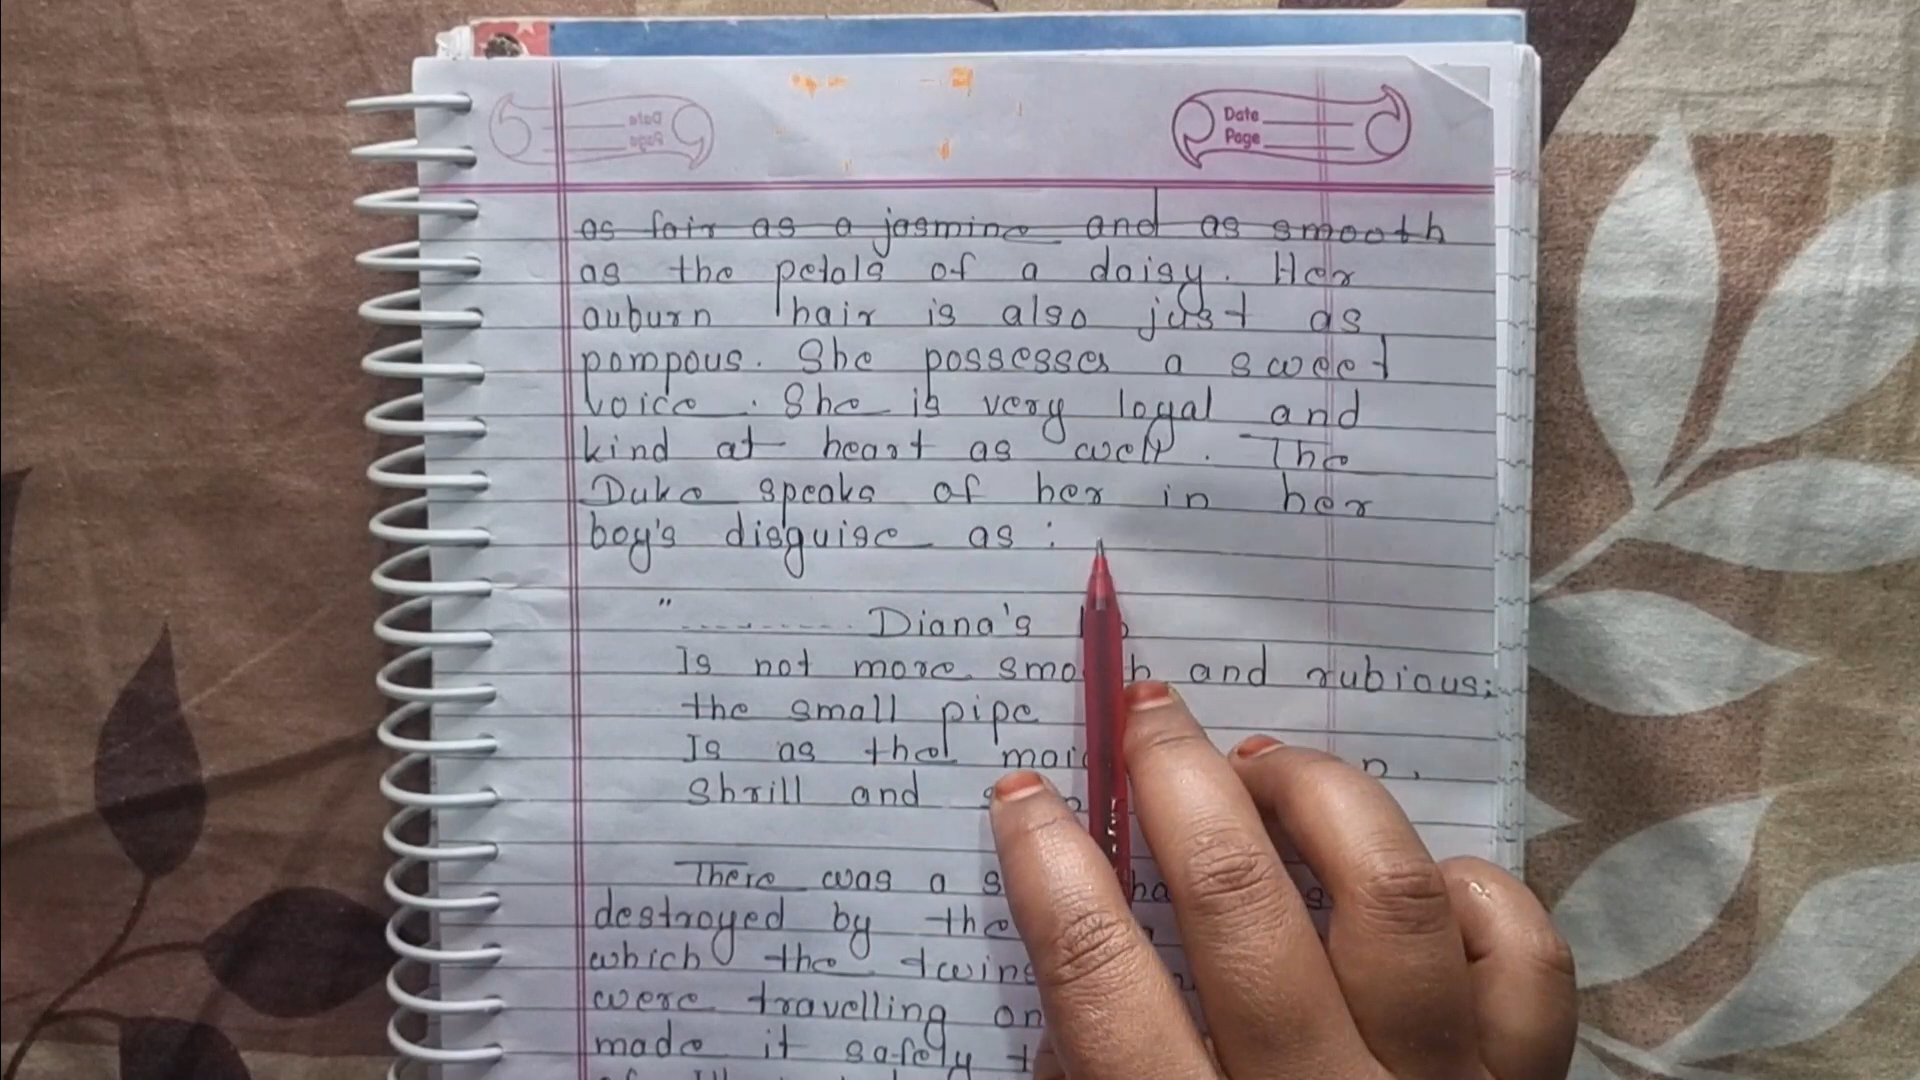 Date
Page
as fair as a jasmine and as smooth
as the petals of a daisy. Her
auburn hair is also just as
pompous. She possesses a sweet
voice. She is very loyal and
kind at heart as well. The
Duke speaks of her in her
boy's disguise as :
" .......... Diana's
Is not more and rubious;
the small pipe
Is as the
Shrill and
There was a
destroyed by the
which the
were travelling on
made it safely